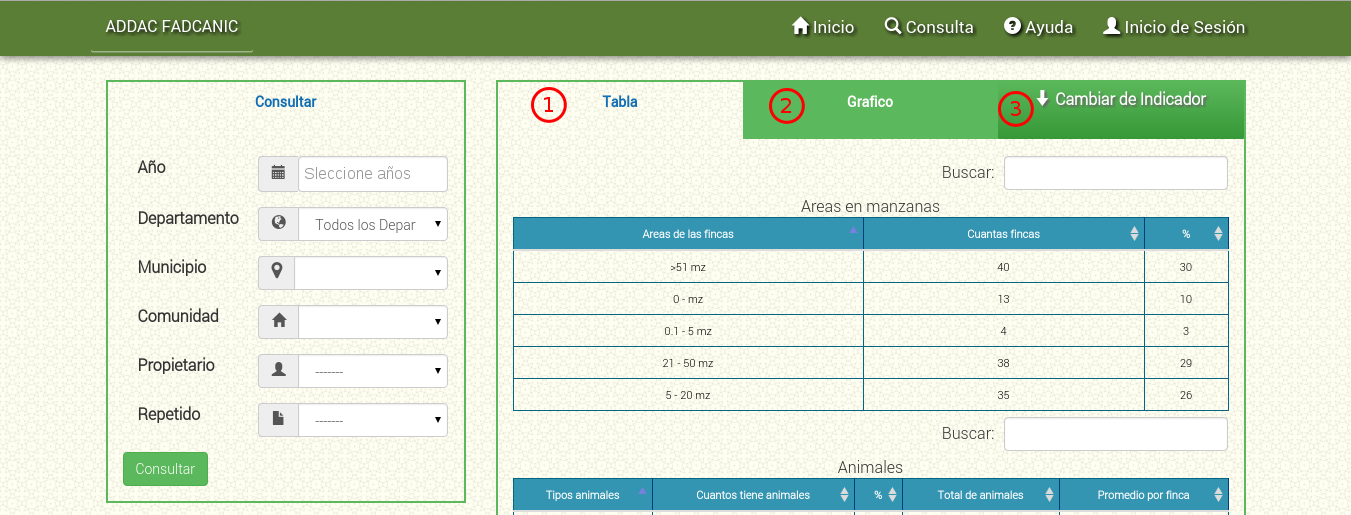 ADDAC FADCANIC
Inicio Consulta Ayuda Inicio de Sesión
Consultar
Año Sleccione años
Departamento Todos los Depar
Municipio
Comunidad
Propietario -------
Repetido -------
Consultar
1 Tabla 2 Grafico 3 Cambiar de Indicador
Buscar:
Areas en manzanas
Areas de las fincas Cuantas fincas %
>51 mz 40 30
0 - mz 13 10
0.1 - 5 mz 4 3
21 - 50 mz 38 29
5 - 20 mz 35 26
Buscar:
Animales
Tipos animales Cuantos tiene animales % Total de animales Promedio por finca